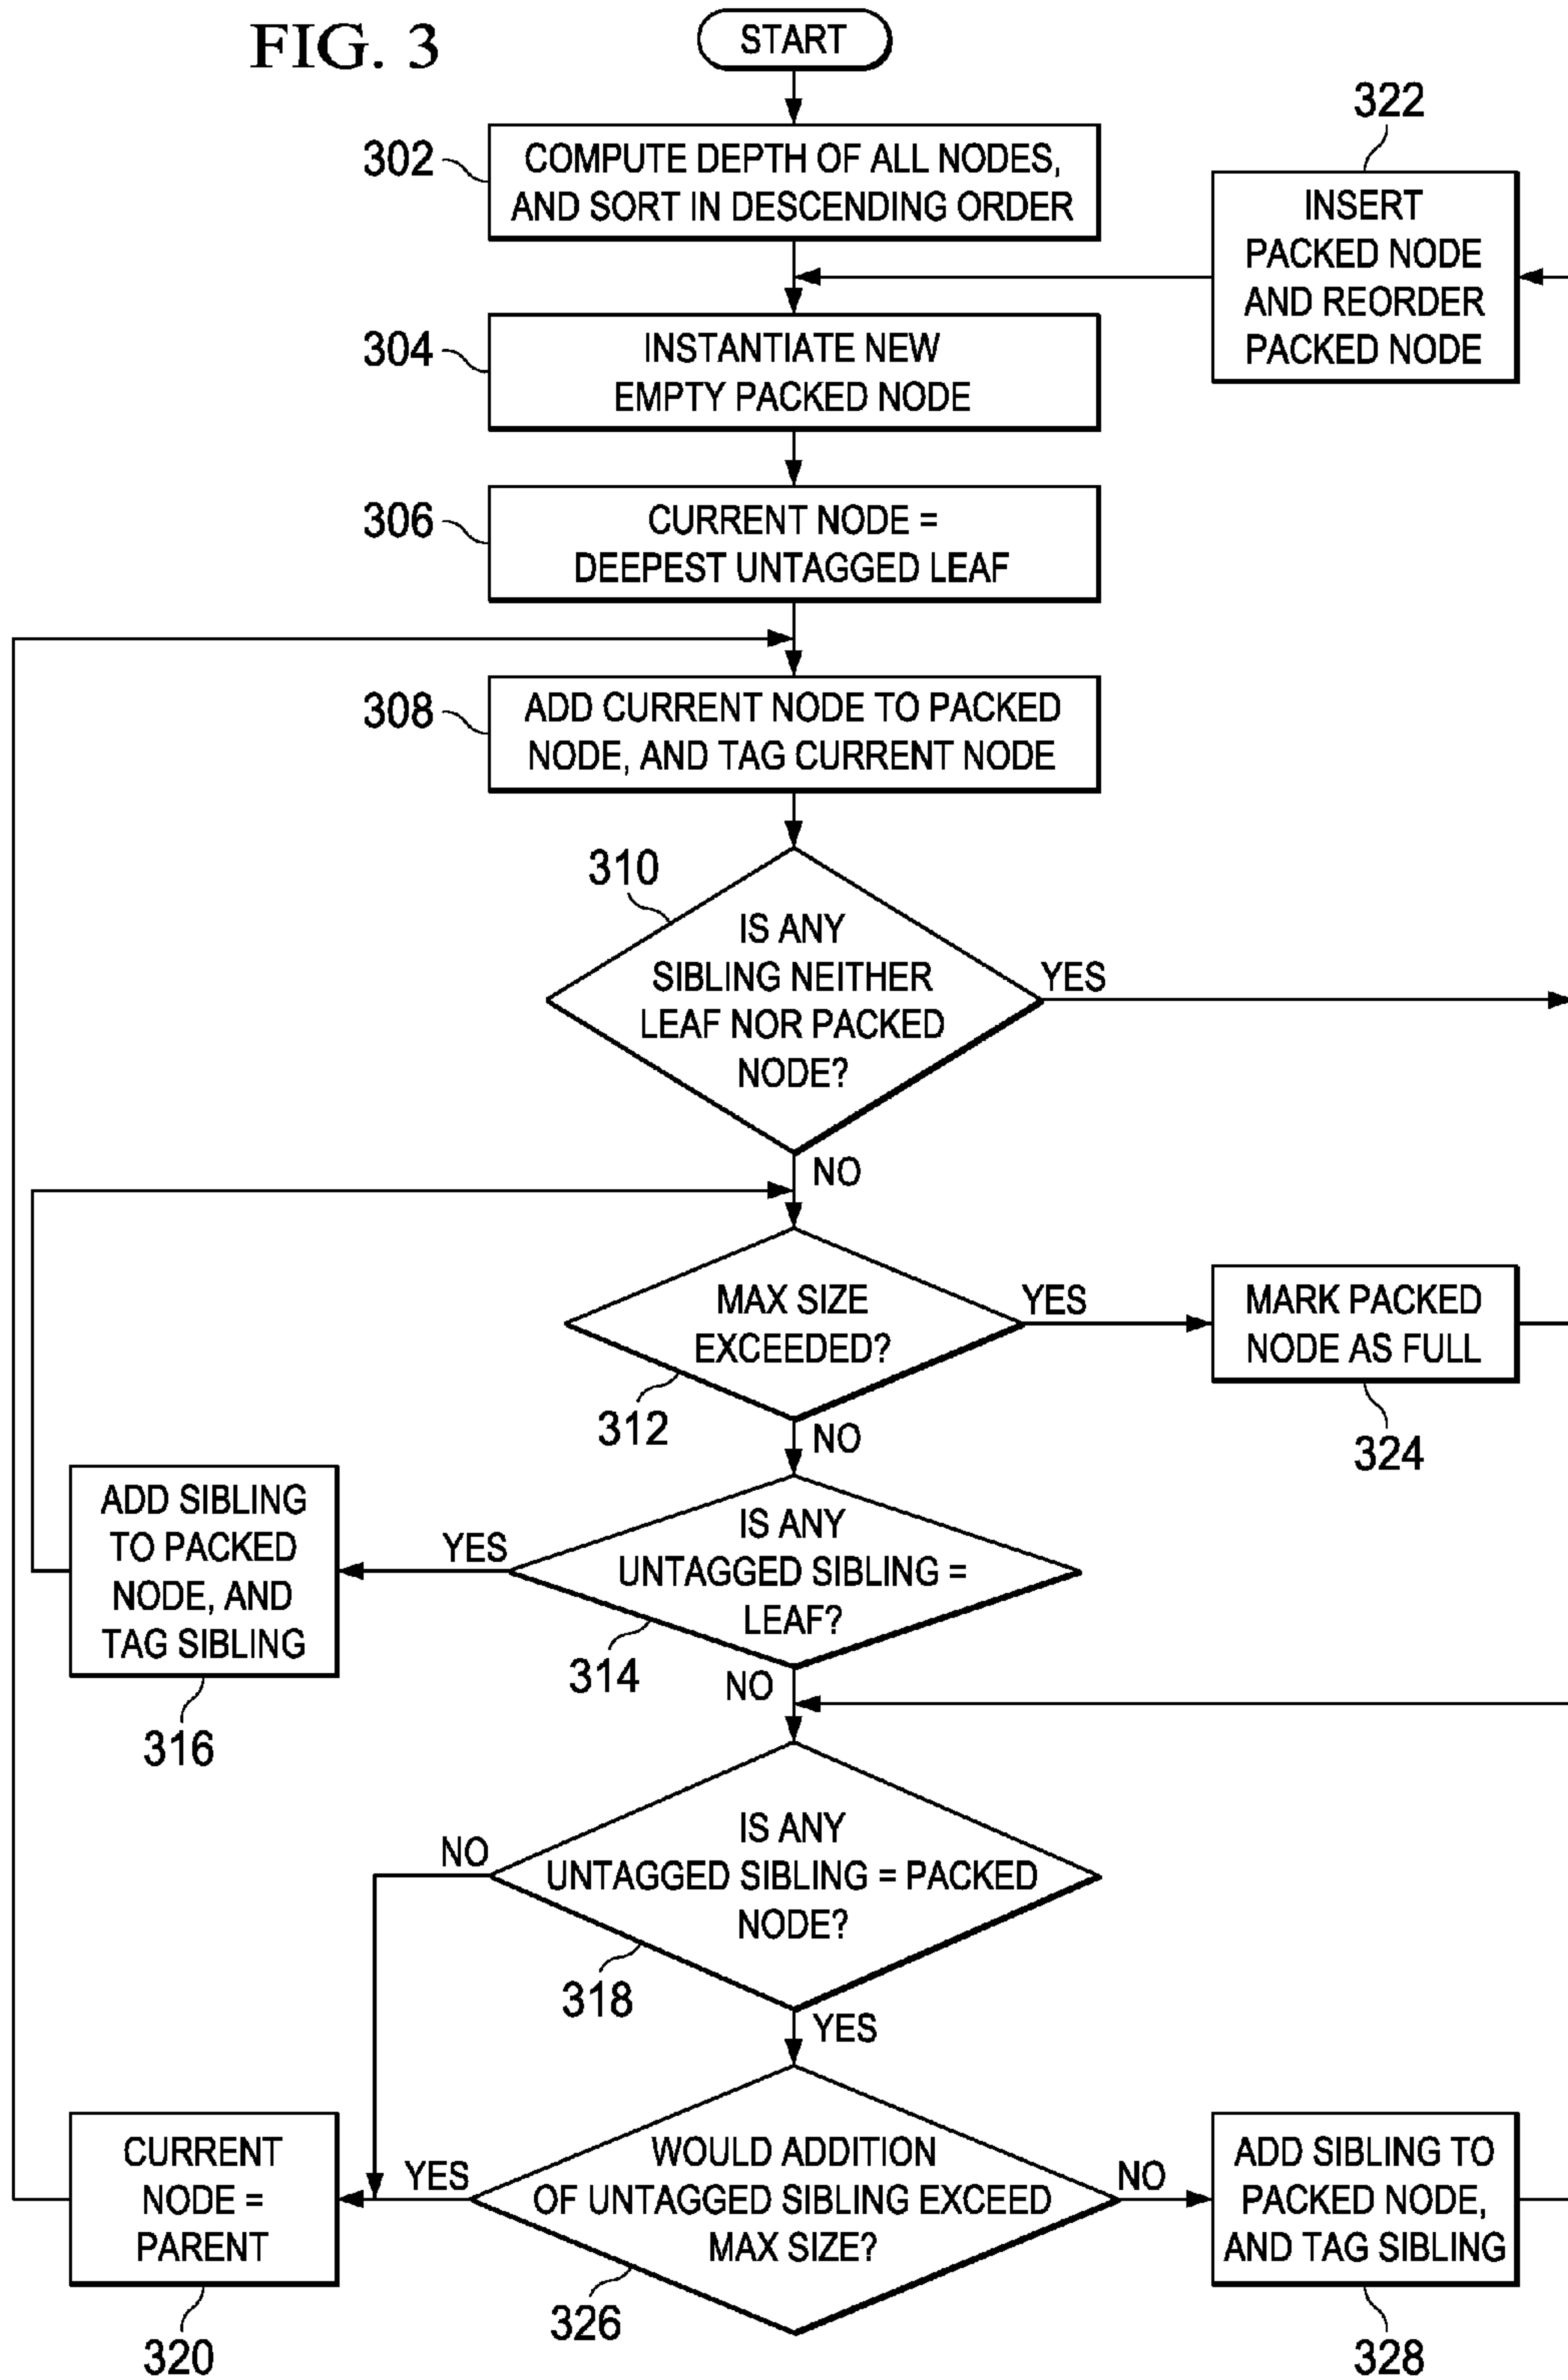 FIG. 3
START
302
COMPUTE DEPTH OF ALL NODES,
AND SORT IN DESCENDING ORDER
322
INSERT
PACKED NODE
AND REORDER
PACKED NODE
304
INSTANTIATE NEW
EMPTY PACKED NODE
306
CURRENT NODE =
DEEPEST UNTAGGED LEAF
308
ADD CURRENT NODE TO PACKED
NODE, AND TAG CURRENT NODE
310
IS ANY
SIBLING NEITHER
LEAF NOR PACKED
NODE?
YES
NO
MAX SIZE
EXCEEDED?
YES
312
NO
MARK PACKED
NODE AS FULL
324
IS ANY
UNTAGGED SIBLING =
LEAF?
YES
314
NO
ADD SIBLING
TO PACKED
NODE, AND
TAG SIBLING
316
IS ANY
UNTAGGED SIBLING = PACKED
NODE?
NO
318
YES
WOULD ADDITION
OF UNTAGGED SIBLING EXCEED
MAX SIZE?
YES
NO
326
CURRENT
NODE =
PARENT
320
ADD SIBLING TO
PACKED NODE,
AND TAG SIBLING
328